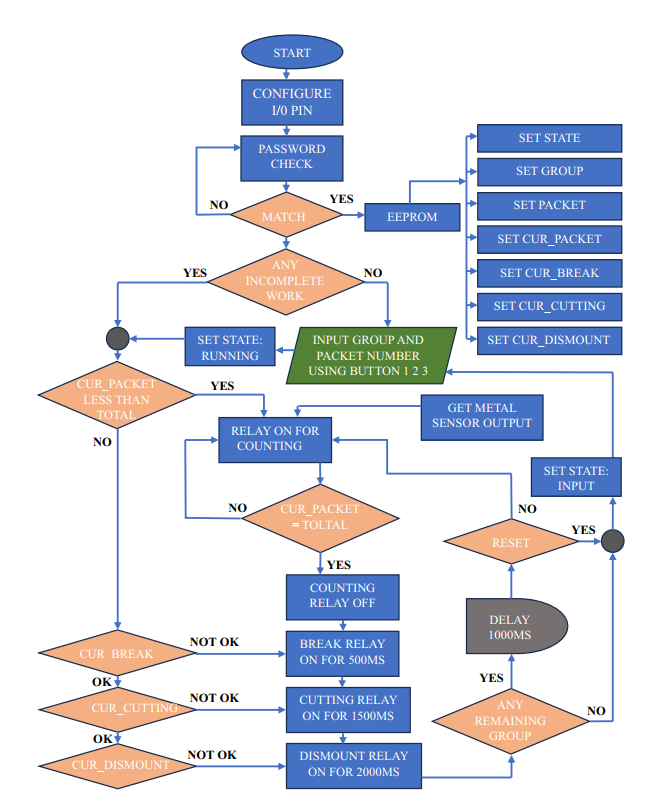 START
CONFIGURE
I/0 PIN
PASSWORD
CHECK
NO
YES
MATCH
EEPROM
SET STATE
SET GROUP
SET PACKET
SET CUR_PACKET
SET CUR_BREAK
SET CUR_CUTTING
SET CUR_DISMOUNT
YES
ANY
INCOMPLETE
WORK
NO
SET STATE:
RUNNING
INPUT GROUP AND
PACKET NUMBER
USING BUTTON 1 2 3
CUR_PACKET
LESS THAN
TOTAL
YES
NO
RELAY ON FOR
COUNTING
GET METAL
SENSOR OUTPUT
SET STATE:
INPUT
NO
CUR_PACKET
= TOLTAL
YES
NO
RESET
YES
COUNTING
RELAY OFF
DELAY
1000MS
CUR_BREAK
NOT OK
BREAK RELAY
ON FOR 500MS
OK
YES
CUR_CUTTING
NOT OK
CUTTING RELAY
ON FOR 1500MS
ANY
REMAINING
GROUP
NO
OK
CUR_DISMOUNT
NOT OK
DISMOUNT RELAY
ON FOR 2000MS